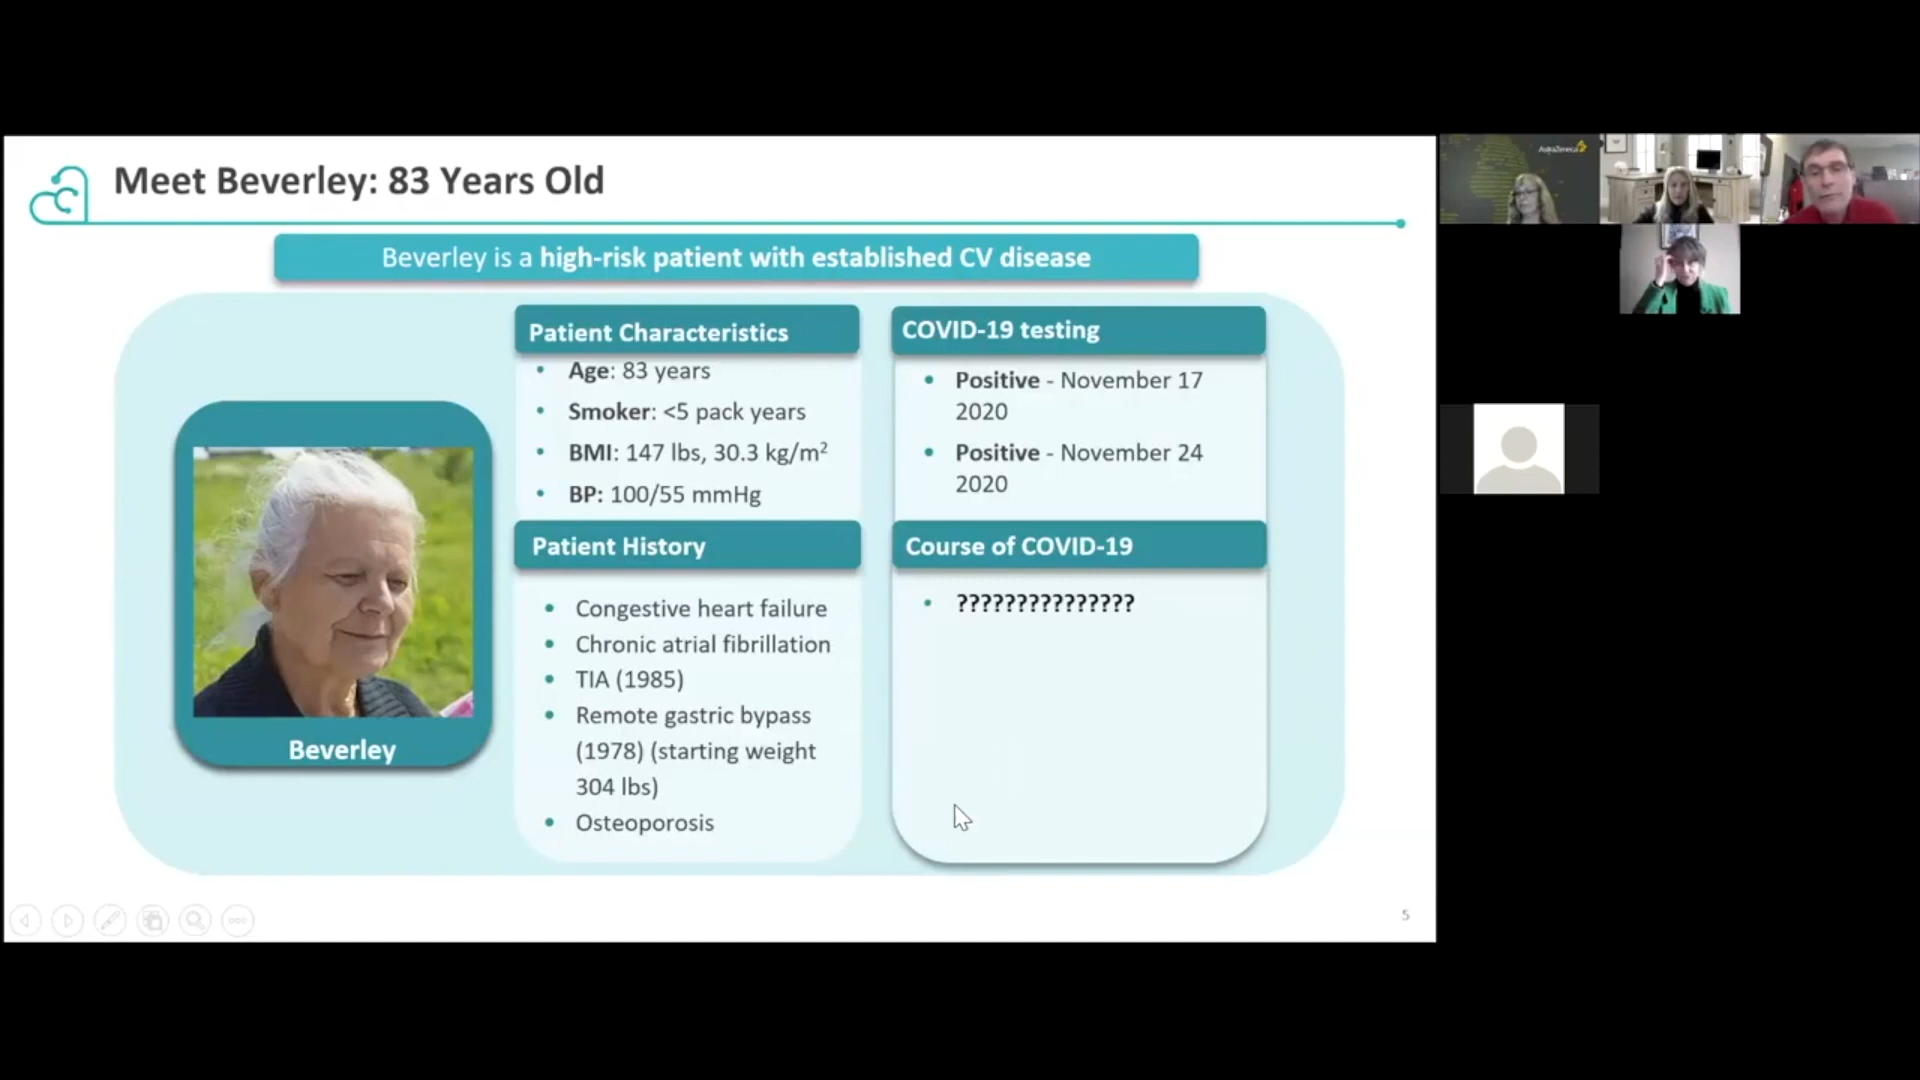 Meet Beverley: 83 Years Old
Beverley is a high-risk patient with established CV disease
Beverley
Patient Characteristics
• Age: 83 years
• Smoker: <5 pack years
• BMI: 147 lbs, 30.3 kg/m²
• BP: 100/55 mmHg
Patient History
• Congestive heart failure
• Chronic atrial fibrillation
• TIA (1985)
• Remote gastric bypass
(1978) (starting weight
304 lbs)
• Osteoporosis
COVID-19 testing
• Positive - November 17
2020
• Positive - November 24
2020
Course of COVID-19
• ???????????????
5
AstraZeneca